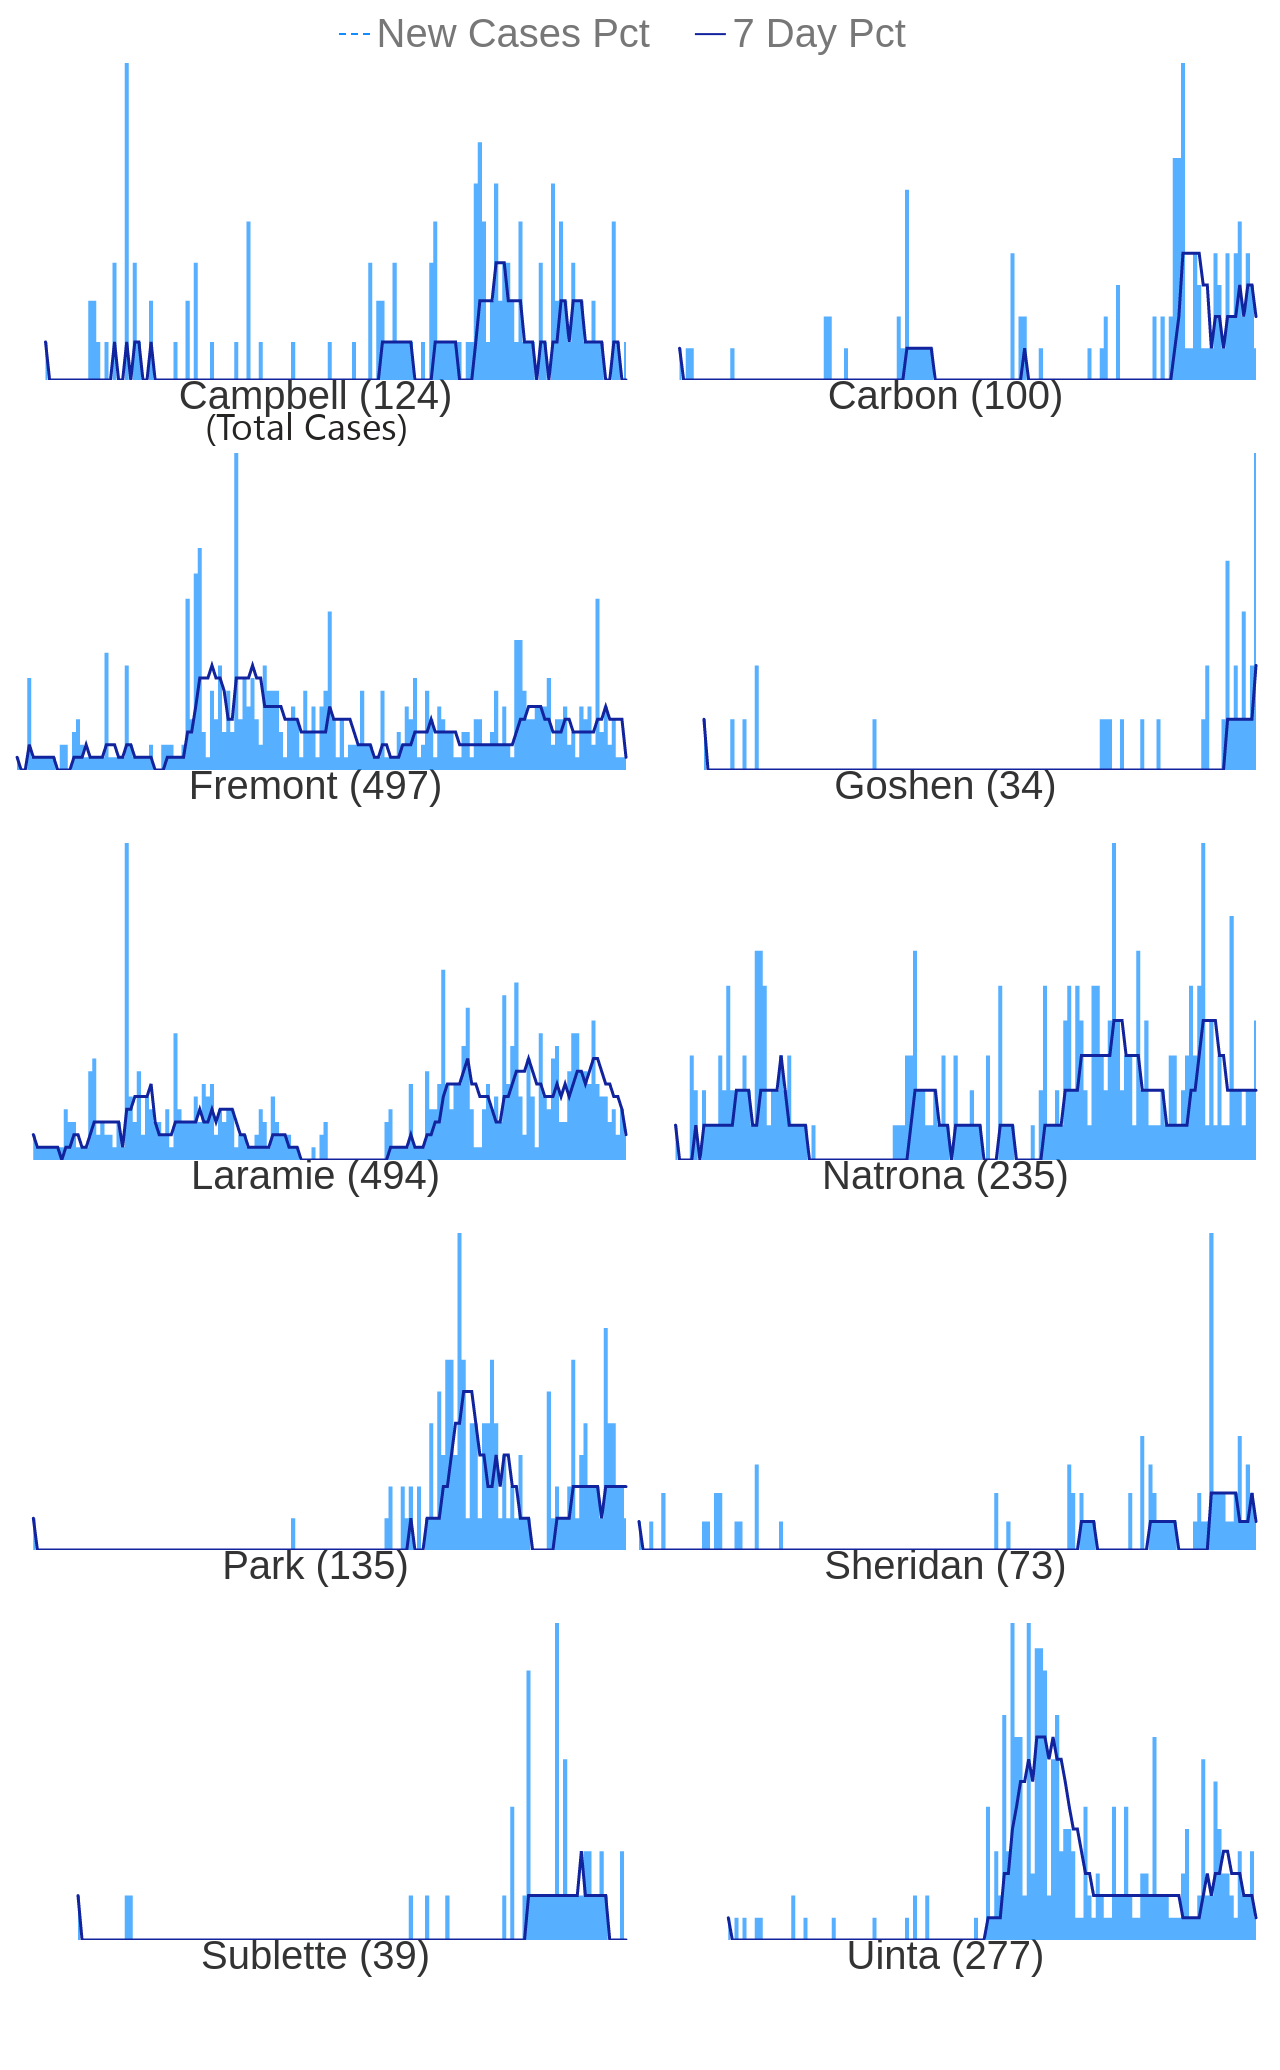 New Cases Pct 7 Day Pct
Campbell (124) Carbon (100)
(Total Cases)
Fremont (497) Goshen (34)
Laramie (494) Natrona (235)
Park (135) Sheridan (73)
Sublette (39) Uinta (277)